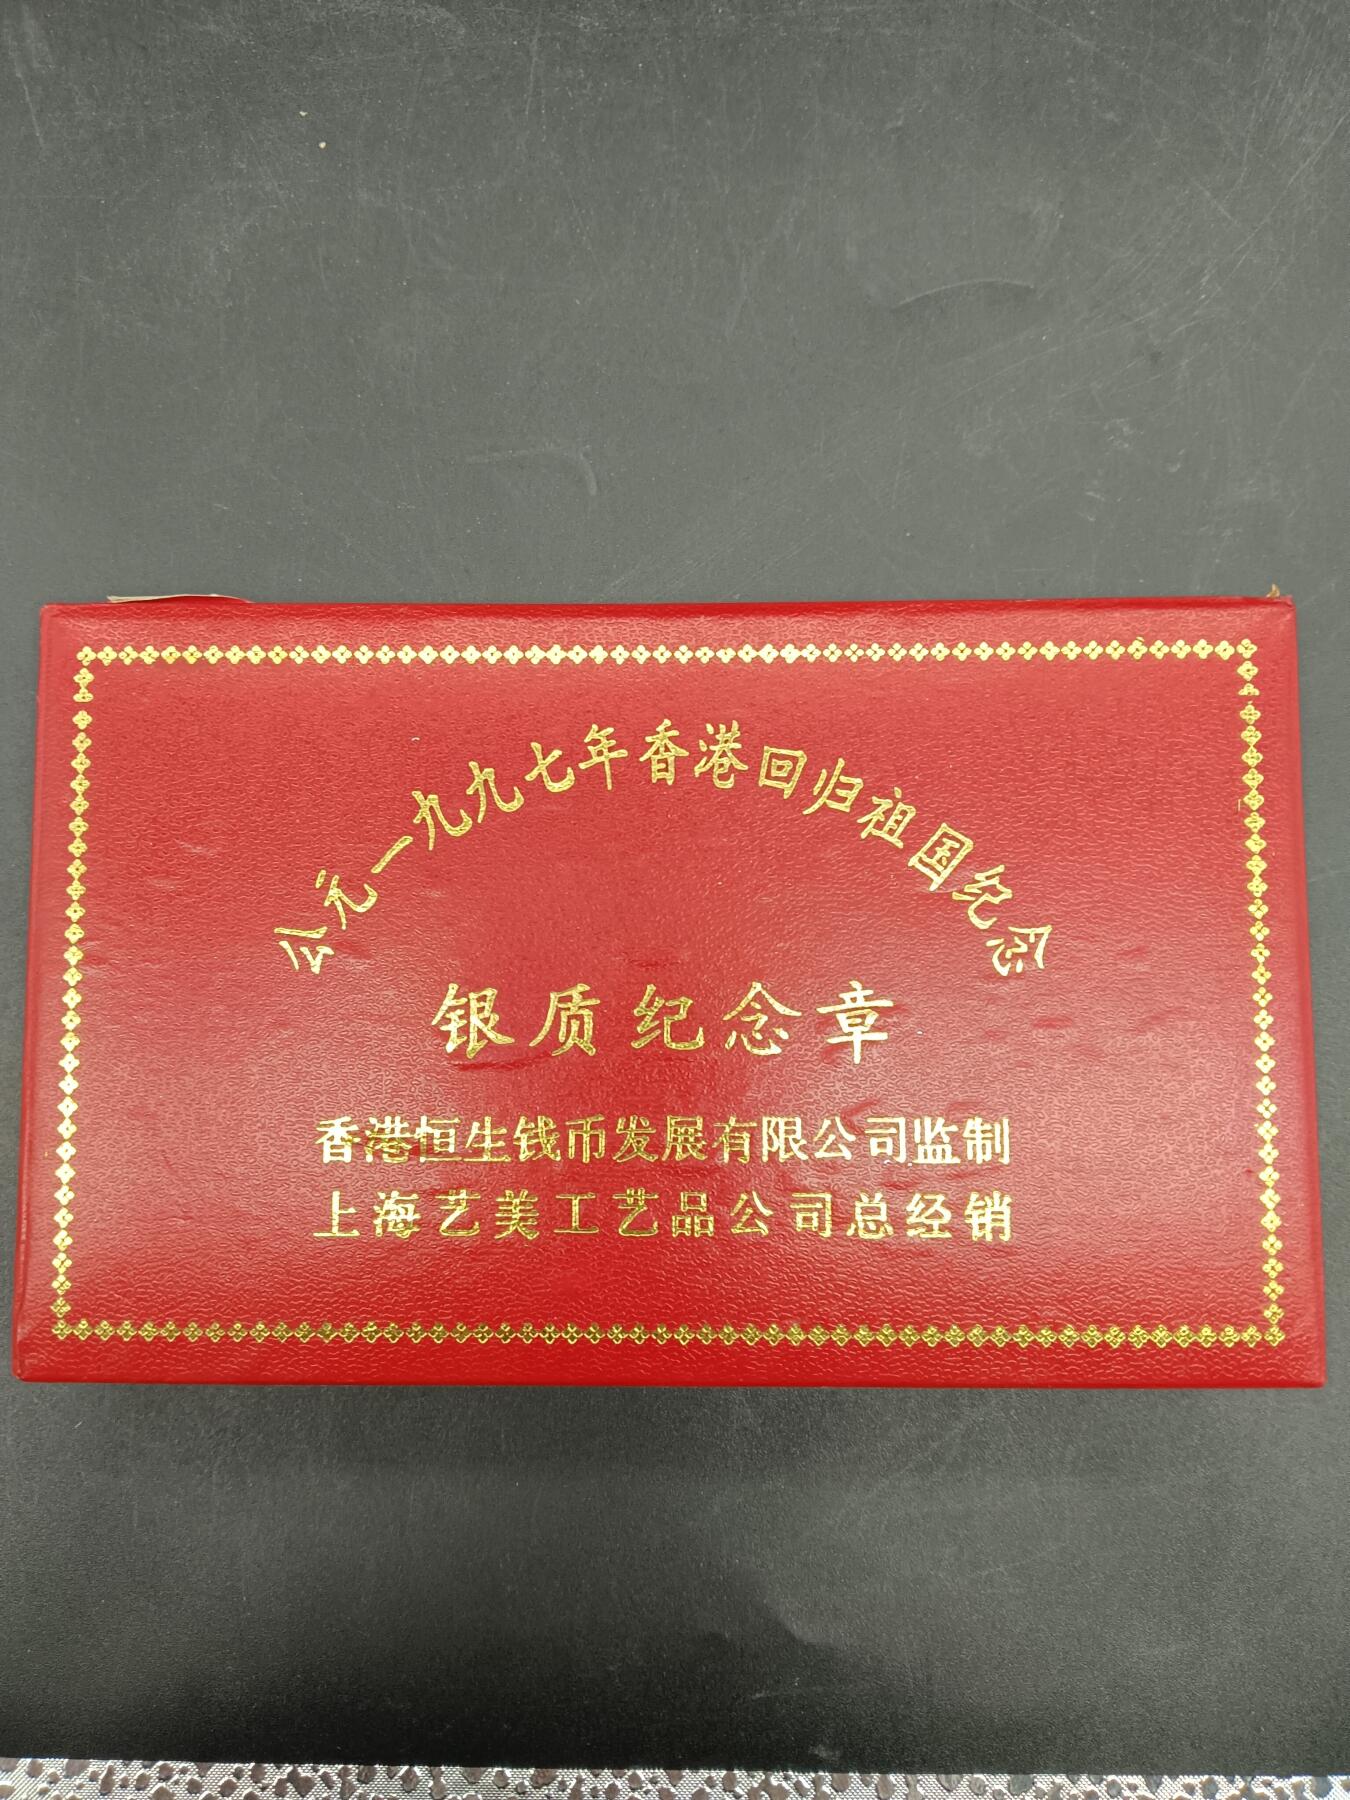 公元一九九七年香港回归祖国纪念
银质纪念章
香港恒生钱币发展有限公司监制
上海艺美工艺品公司总经销